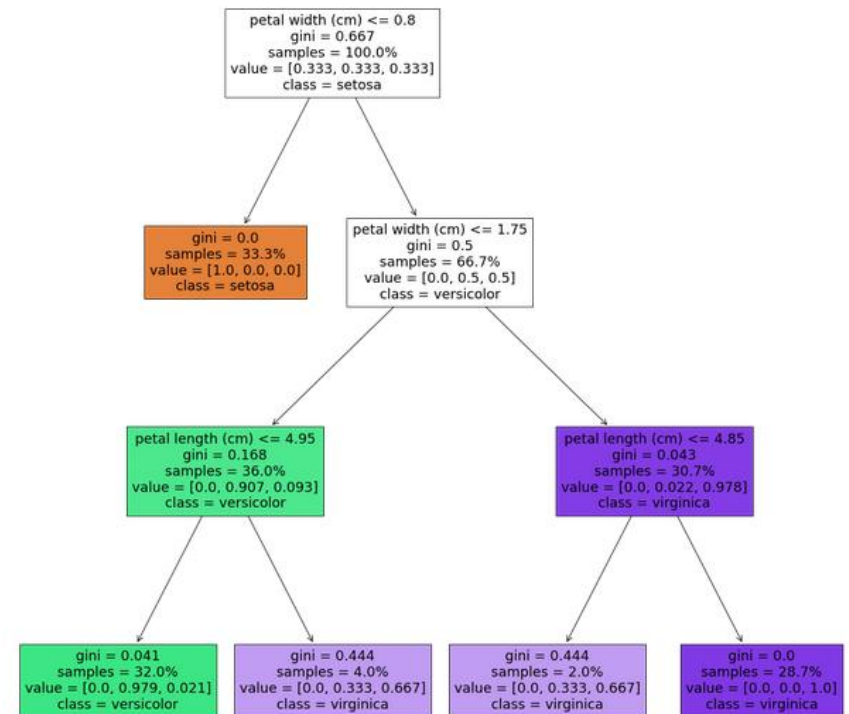 petal width (cm) <= 0.8
gini = 0.667
samples = 100.0%
value = [0.333, 0.333, 0.333]
class = setosa
gini = 0.0
samples = 33.3%
value = [1.0, 0.0, 0.0]
class = setosa
petal width (cm) <= 1.75
gini = 0.5
samples = 66.7%
value = [0.0, 0.5, 0.5]
class = versicolor
petal length (cm) <= 4.95
gini = 0.168
samples = 36.0%
value = [0.0, 0.907, 0.093]
class = versicolor
petal length (cm) <= 4.85
gini = 0.043
samples = 30.7%
value = [0.0, 0.022, 0.978]
class = virginica
gini = 0.041
samples = 32.0%
value = [0.0, 0.979, 0.021]
class = versicolor
gini = 0.444
samples = 4.0%
value = [0.0, 0.333, 0.667]
class = virginica
gini = 0.444
samples = 2.0%
value = [0.0, 0.333, 0.667]
class = virginica
gini = 0.0
samples = 28.7%
value = [0.0, 0.0, 1.0]
class = virginica